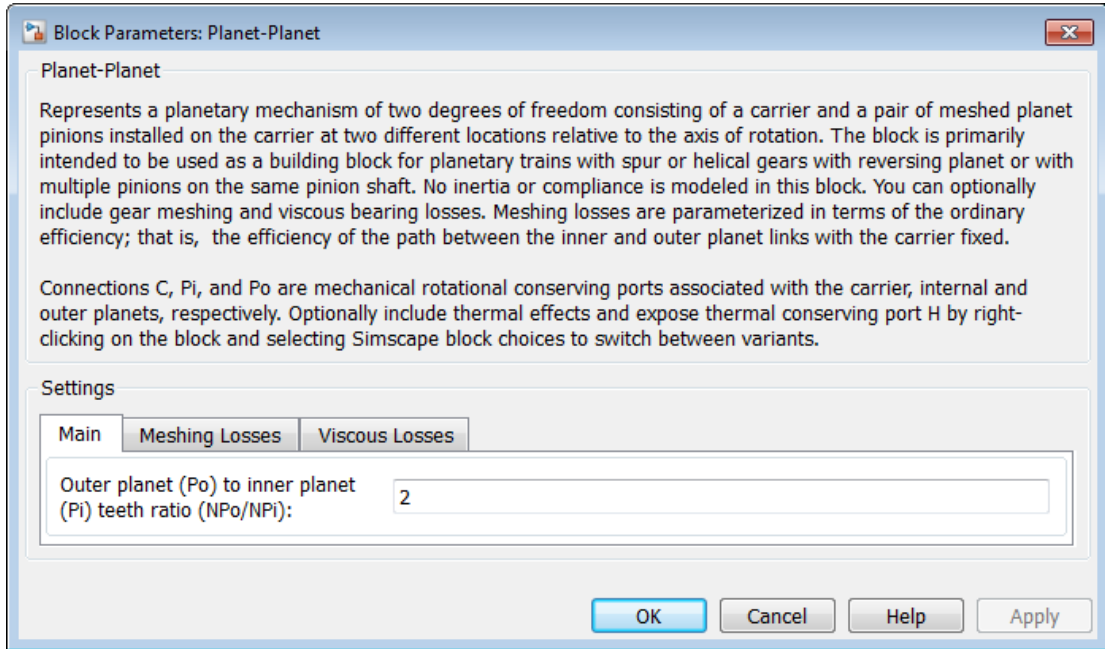 Block Parameters: Planet-Planet
Planet-Planet
Represents a planetary mechanism of two degrees of freedom consisting of a carrier and a pair of meshed planet
pinions installed on the carrier at two different locations relative to the axis of rotation. The block is primarily
intended to be used as a building block for planetary trains with spur or helical gears with reversing planet or with
multiple pinions on the same pinion shaft. No inertia or compliance is modeled in this block. You can optionally
include gear meshing and viscous bearing losses. Meshing losses are parameterized in terms of the ordinary
efficiency; that is,  the efficiency of the path between the inner and outer planet links with the carrier fixed.
Connections C, Pi, and Po are mechanical rotational conserving ports associated with the carrier, internal and
outer planets, respectively. Optionally include thermal effects and expose thermal conserving port H by right-
clicking on the block and selecting Simscape block choices to switch between variants.
Settings
Main Meshing Losses Viscous Losses
Outer planet (Po) to inner planet
(Pi) teeth ratio (NPo/NPi):
2
OK Cancel Help Apply